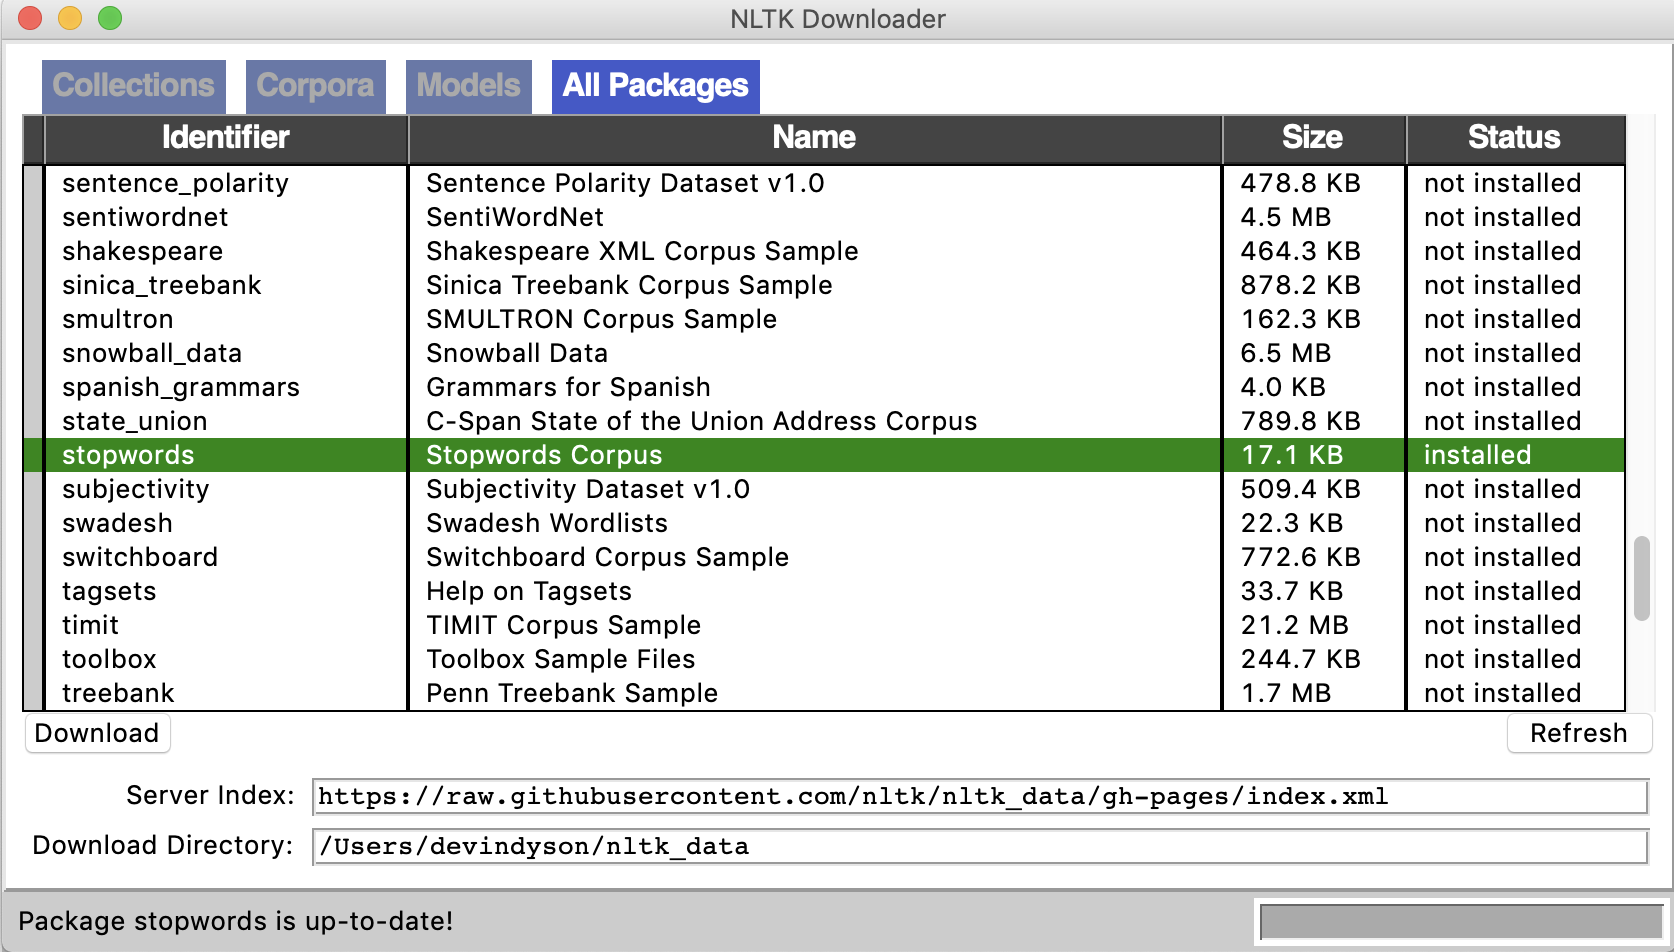 NLTK Downloader
Collections Corpora Models All Packages
Identifier Name Size Status
sentence_polarity Sentence Polarity Dataset v1.0 478.8 KB not installed
sentiwordnet SentiWordNet 4.5 MB not installed
shakespeare Shakespeare XML Corpus Sample 464.3 KB not installed
sinica_treebank Sinica Treebank Corpus Sample 878.2 KB not installed
smultron SMULTRON Corpus Sample 162.3 KB not installed
snowball_data Snowball Data 6.5 MB not installed
spanish_grammars Grammars for Spanish 4.0 KB not installed
state_union C-Span State of the Union Address Corpus 789.8 KB not installed
stopwords Stopwords Corpus 17.1 KB installed
subjectivity Subjectivity Dataset v1.0 509.4 KB not installed
swadesh Swadesh Wordlists 22.3 KB not installed
switchboard Switchboard Corpus Sample 772.6 KB not installed
tagsets Help on Tagsets 33.7 KB not installed
timit TIMIT Corpus Sample 21.2 MB not installed
toolbox Toolbox Sample Files 244.7 KB not installed
treebank Penn Treebank Sample 1.7 MB not installed
Download Refresh
Server Index: https://raw.githubusercontent.com/nltk/nltk_data/gh-pages/index.xml
Download Directory: /Users/devindyson/nltk_data
Package stopwords is up-to-date!